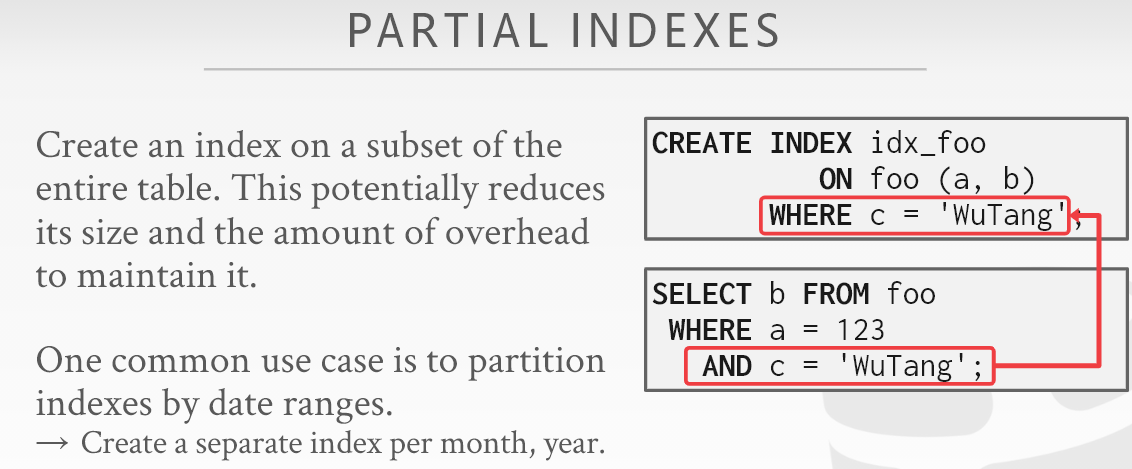 PARTIAL INDEXES
Create an index on a subset of the
entire table. This potentially reduces
its size and the amount of overhead
to maintain it.
One common use case is to partition
indexes by date ranges.
→ Create a separate index per month, year.
CREATE INDEX idx_foo
ON foo (a, b)
WHERE c = 'WuTang';
SELECT b FROM foo
WHERE a = 123
AND c = 'WuTang';